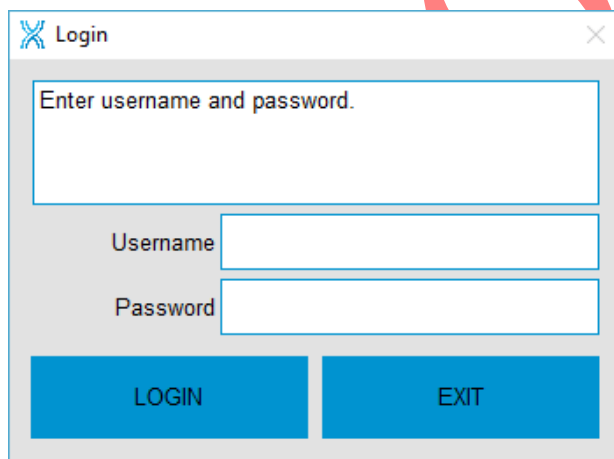 Login
Enter username and password.
Username
Password
LOGIN
EXIT